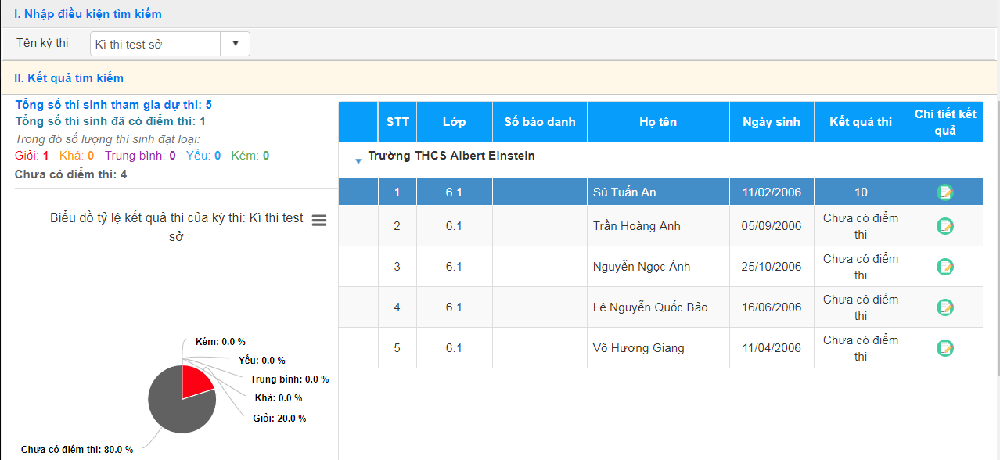 I. Nhập điều kiện tìm kiếm
Tên kỳ thi Kì thi test sở
II. Kết quả tìm kiếm
Tổng số thí sinh tham gia dự thi: 5
Tổng số thí sinh đã có điểm thi: 1
Trong đó số lượng thí sinh đạt loại:
Giỏi: 1 Khá: 0 Trung bình: 0 Yếu: 0 Kém: 0
Chưa có điểm thi: 4
Biểu đồ tỷ lệ kết quả thi của kỳ thi: Kì thi test
sở
Kém: 0.0 %
Yếu: 0.0 %
Trung bình: 0.0 %
Khá: 0.0 %
Giỏi: 20.0 %
Chưa có điểm thi: 80.0 %
STT Lớp Số báo danh Họ tên Ngày sinh Kết quả thi Chi tiết kết
quả
Trường THCS Albert Einstein
1 6.1 Sú Tuấn An 11/02/2006 10
2 6.1 Trần Hoàng Anh 05/09/2006 Chưa có điểm
thi
3 6.1 Nguyễn Ngọc Ánh 25/10/2006 Chưa có điểm
thi
4 6.1 Lê Nguyễn Quốc Bảo 16/06/2006 Chưa có điểm
thi
5 6.1 Võ Hương Giang 11/04/2006 Chưa có điểm
thi